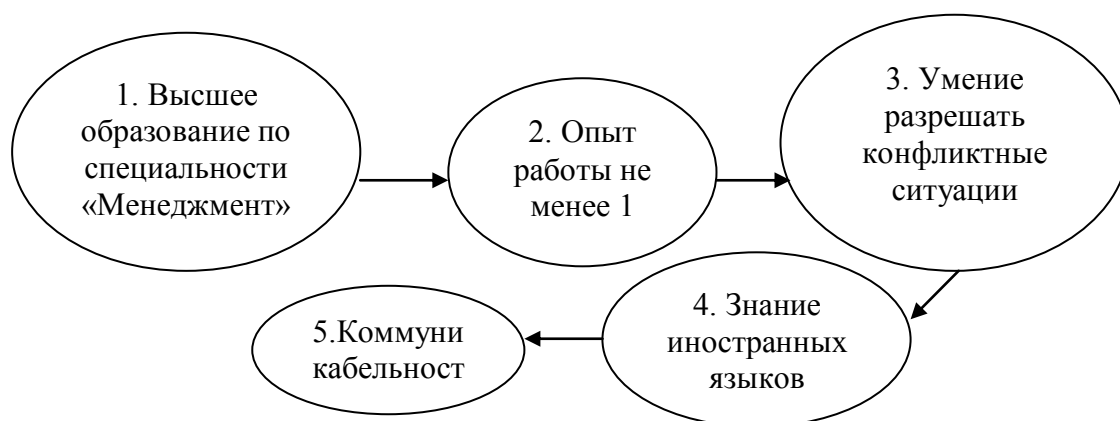 1. Высшее
образование по
специальности
«Менеджмент»
2. Опыт
работы не
менее 1
3. Умение
разрешать
конфликтные
ситуации
4. Знание
иностранных
языков
5.Коммуни
кабельност